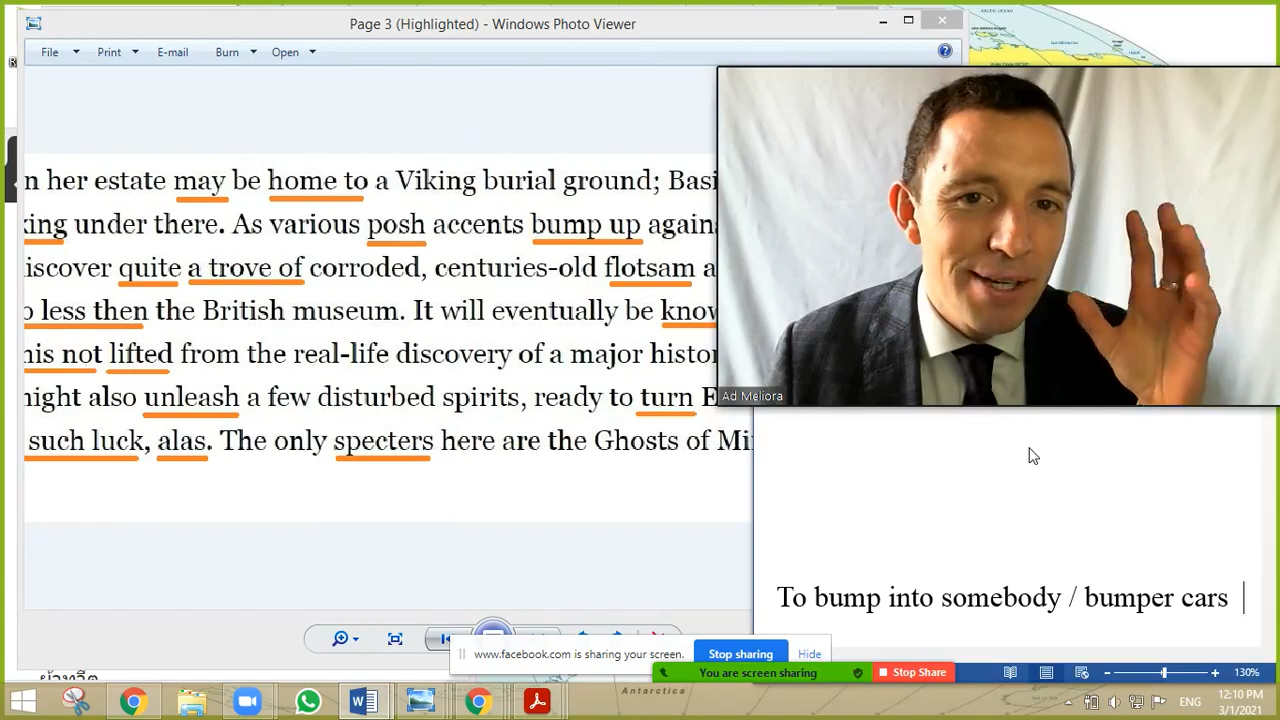 Page 3 (Highlighted) - Windows Photo Viewer
File Print E-mail Burn Open
ARCTIC OCEAN
n her estate may be home to a Viking burial ground; Basi
king under there. As various posh accents bump up again
iscover quite a trove of corroded, centuries-old flotsam a
o less then the British museum. It will eventually be know
his not lifted from the real-life discovery of a major histor
night also unleash a few disturbed spirits, ready to turn E
such luck, alas. The only specters here are the Ghosts of Mi
Ad Meliora
To bump into somebody / bumper cars
www.facebook.com is sharing your screen. Stop sharing Hide
You are screen sharing Stop Share
130%
Antarctica
ENG
12:10 PM
3/1/2021